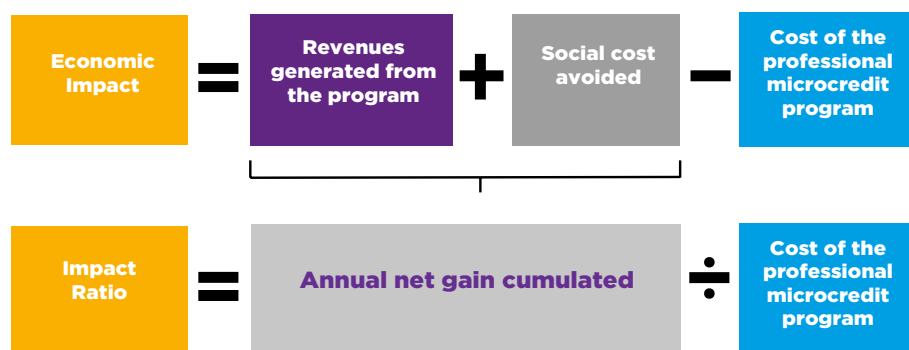 Economic
Impact
=
Revenues
generated from
the program
+
Social cost
avoided
−
Cost of the
professional
microcredit
program
Impact
Ratio
=
Annual net gain cumulated
÷
Cost of the
professional
microcredit
program